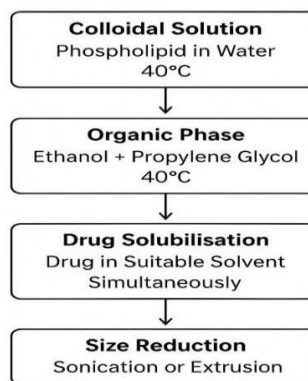 Colloidal Solution
Phospholipid in Water
40°C
Organic Phase
Ethanol + Propylene Glycol
40°C
Drug Solubilisation
Drug in Suitable Solvent
Simultaneously
Size Reduction
Sonication or Extrusion